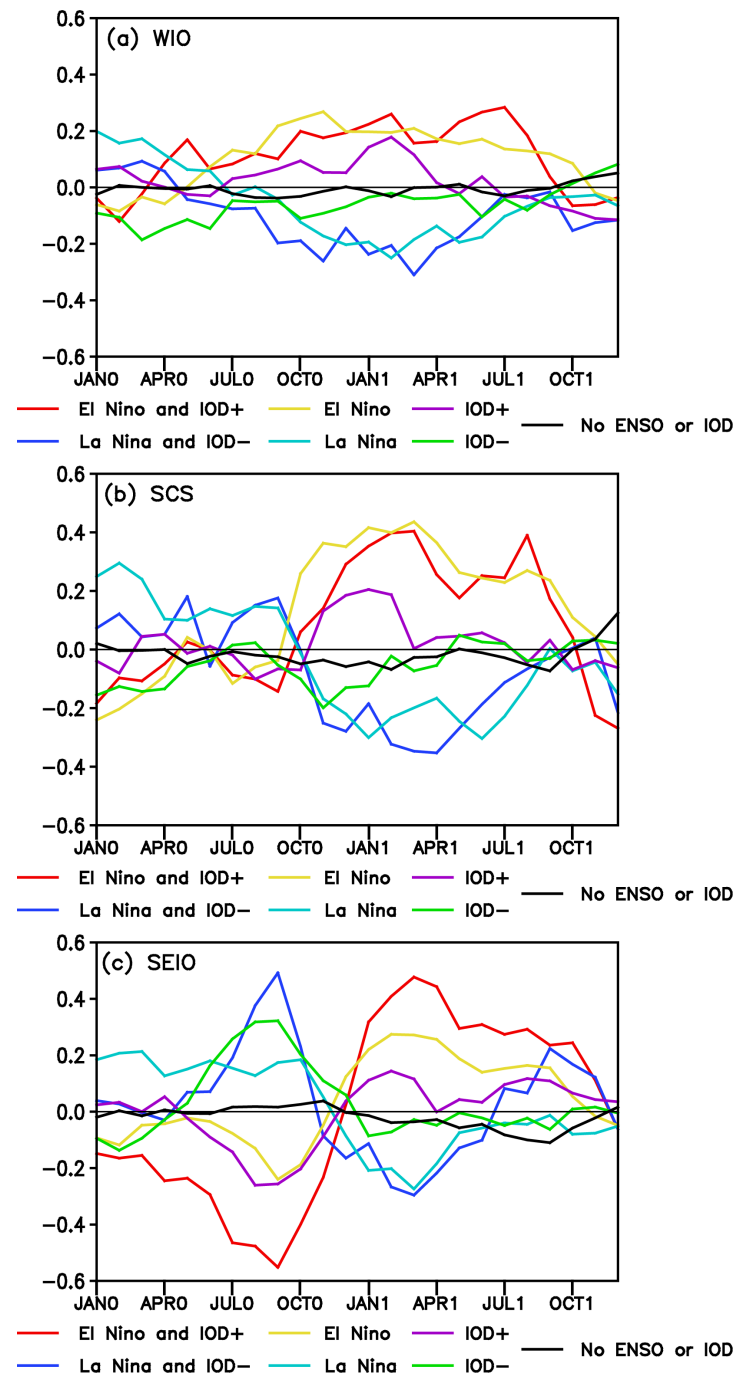 0.6
(a) WIO
0.4
0.2
0.0
−0.2
−0.4
−0.6
JAN0 APR0 JUL0 OCT0 JAN1 APR1 JUL1 OCT1
El Nino and IOD+ El Nino IOD+ No ENSO or IOD
La Nina and IOD− La Nina IOD−
0.6
(b) SCS
0.4
0.2
0.0
−0.2
−0.4
−0.6
JAN0 APR0 JUL0 OCT0 JAN1 APR1 JUL1 OCT1
El Nino and IOD+ El Nino IOD+ No ENSO or IOD
La Nina and IOD− La Nina IOD−
0.6
(c) SEIO
0.4
0.2
0.0
−0.2
−0.4
−0.6
JAN0 APR0 JUL0 OCT0 JAN1 APR1 JUL1 OCT1
El Nino and IOD+ El Nino IOD+ No ENSO or IOD
La Nina and IOD− La Nina IOD−